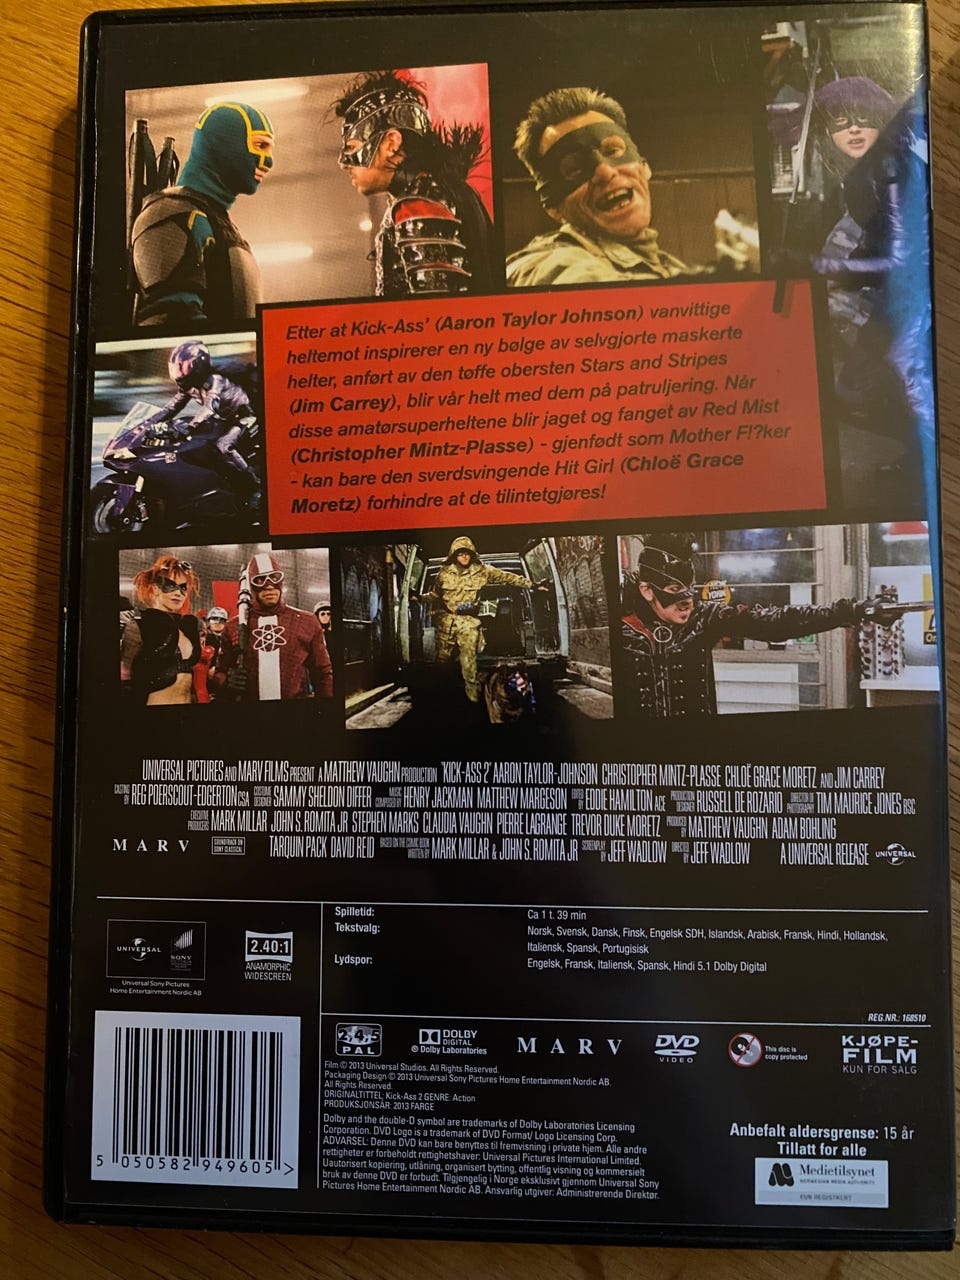 Etter at Kick-Ass' (Aaron Taylor Johnson) vanvittige
heltemot inspirerer en ny bølge av selvgjorte maskerte
helter, anført av den tøffe obersten Stars and Stripes
(Jim Carrey), blir vår helt med dem på patruljering. Når
disse amatørsuperheltene blir jaget og fanget av Red Mist
(Christopher Mintz-Plasse) - gjenfødt som Mother F!?ker
- kan bare den sverdsvingende Hit Girl (Chloë Grace
Moretz) forhindre at de tilintetgjøres!
UNIVERSAL PICTURES AND MARV FILMS PRESENT A MATTHEW VAUGHN PRODUCTION "KICK-ASS 2" AARON TAYLOR-JOHNSON CHRISTOPHER MINTZ-PLASSE CHLOË GRACE MORETZ AND JIM CARREY
CASTING BY REG POERSCOUT-EDGERTON CSA COSTUME DESIGNER SAMMY SHELDON DIFFER MUSIC COMPOSED BY HENRY JACKMAN MATTHEW MARGESON EDITED BY EDDIE HAMILTON ACE PRODUCTION DESIGNER RUSSELL DE ROZARIO DIRECTOR OF PHOTOGRAPHY TIM MAURICE JONES BSC
EXECUTIVE PRODUCERS MARK MILLAR JOHN S. ROMITA JR STEPHEN MARKS CLAUDIA VAUGHN PIERRE LAGRANGE TREVOR DUKE MORETZ PRODUCED BY MATTHEW VAUGHN ADAM BOHLING
MARV SOUNDTRACK ON SONY CLASSICAL TARQUIN PACK DAVID REID BASED ON THE COMIC BOOK WRITTEN BY MARK MILLAR & JOHN S. ROMITA JR SCREENPLAY BY JEFF WADLOW DIRECTED BY JEFF WADLOW A UNIVERSAL RELEASE UNIVERSAL
Spilletid: Ca 1 t. 39 min
Tekstvalg: Norsk, Svensk, Dansk, Finsk, Engelsk SDH, Islandsk, Arabisk, Fransk, Hindi, Hollandsk,
Italiensk, Spansk, Portugisisk
Lydspor: Engelsk, Fransk, Italiensk, Spansk, Hindi 5.1 Dolby Digital
UNIVERSAL SONY
Universal Sony Pictures
Home Entertainment Nordic AB
2.40:1
ANAMORPHIC
WIDESCREEN
REG.NR.: 168510
2.4.5
PAL
DOLBY
DIGITAL
® Dolby Laboratories
MARV
DVD
VIDEO
This disc is
copy protected
KJØPE-
FILM
KUN FOR SALG
Film © 2013 Universal Studios. All Rights Reserved.
Packaging Design © 2013 Universal Sony Pictures Home Entertainment Nordic AB.
All Rights Reserved.
ORIGINALTITTEL: Kick-Ass 2 GENRE: Action
PRODUKSJONSÅR: 2013 FARGE
Dolby and the double-D symbol are trademarks of Dolby Laboratories Licensing
Corporation. DVD Logo is a trademark of DVD Format/ Logo Licensing Corp.
ADVARSEL: Denne DVD kan bare benyttes til fremvisning i private hjem. Alle andre
rettigheter er forbeholdt rettighetshaver: Universal Pictures International Limited.
Uautorisert kopiering, utlåning, organisert bytting, offentlig visning og kommersielt
bruk av denne DVD er forbudt. Tilgjengelig i Norge eksklusivt gjennom Universal Sony
Pictures Home Entertainment Nordic AB. Ansvarlig utgiver: Administrerende Direktør.
Anbefalt aldersgrense: 15 år
Tillatt for alle
Medietilsynet
NORWEGIAN MEDIA AUTHORITY
VUN REGISTRERT
5 050582 949605 >